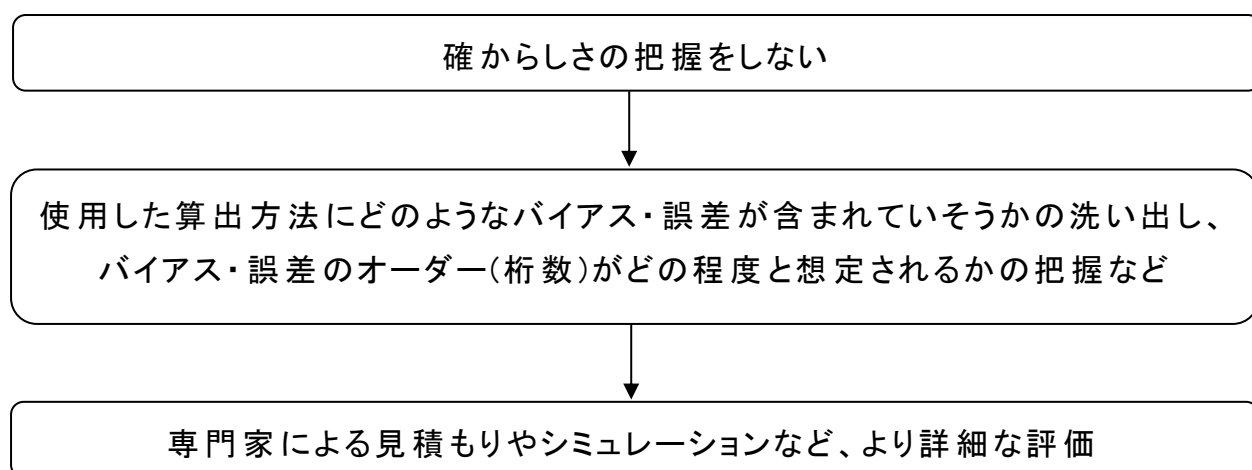 確からしさの把握をしない
使用した算出方法にどのようなバイアス・誤差が含まれていそうかの洗い出し、
バイアス・誤差のオーダー(桁数)がどの程度と想定されるかの把握など
専門家による見積もりやシミュレーションなど、より詳細な評価